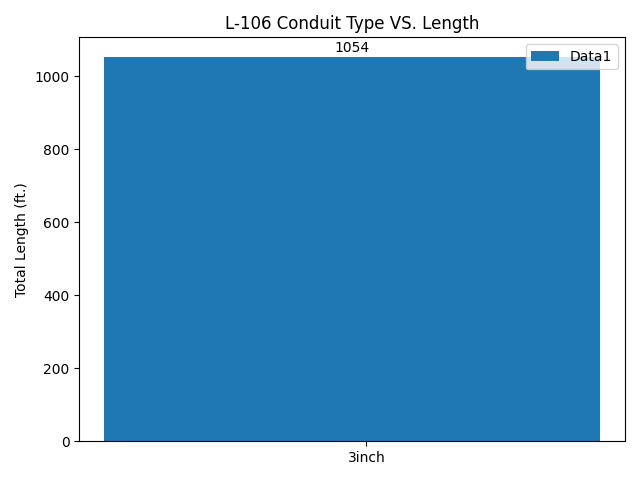 L-106 Conduit Type VS. Length
1054
Data1
Total Length (ft.)
1000
800
600
400
200
0
3inch